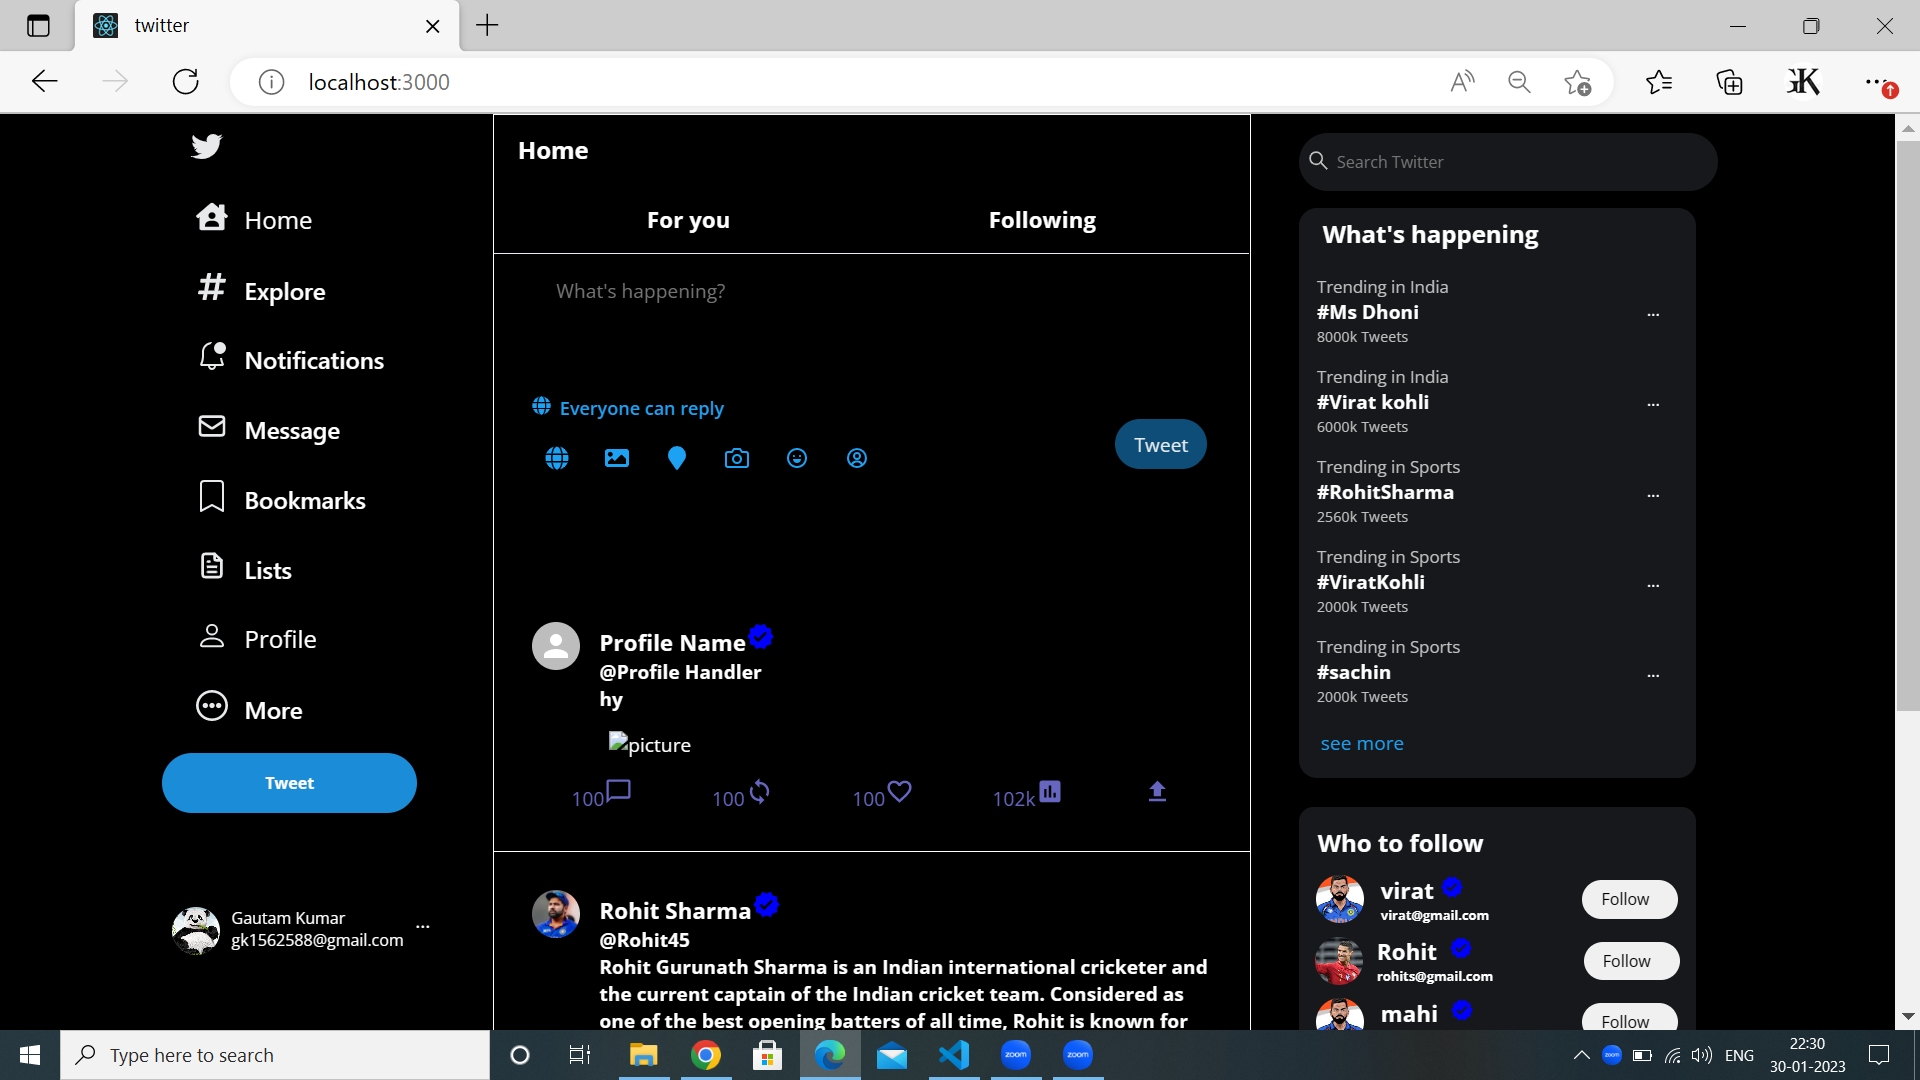 twitter
localhost:3000
Home
Explore
Notifications
Message
Bookmarks
Lists
Profile
More
Tweet
Gautam Kumar
gk1562588@gmail.com
Home
For you Following
What's happening?
Everyone can reply
Tweet
Profile Name
@Profile Handler
hy
picture
100 100 100 102k
Rohit Sharma
@Rohit45
Rohit Gurunath Sharma is an Indian international cricketer and
the current captain of the Indian cricket team. Considered as
one of the best opening batters of all time, Rohit is known for
Search Twitter
What's happening
Trending in India
#Ms Dhoni
8000k Tweets
Trending in India
#Virat kohli
6000k Tweets
Trending in Sports
#RohitSharma
2560k Tweets
Trending in Sports
#ViratKohli
2000k Tweets
Trending in Sports
#sachin
2000k Tweets
see more
Who to follow
virat
virat@gmail.com
Follow
Rohit
rohits@gmail.com
Follow
mahi
Follow
Type here to search
zoom
zoom
zoom
ENG
22:30
30-01-2023